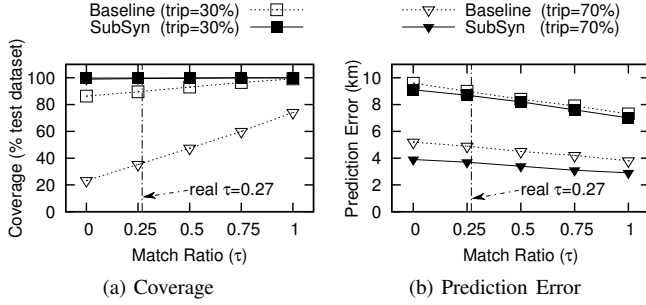 Baseline (trip=30%)
SubSyn (trip=30%)
Baseline (trip=70%)
SubSyn (trip=70%)
Coverage (% test dataset)
100
80
60
40
20
0
real τ=0.27
0 0.25 0.5 0.75 1
Match Ratio (τ)
(a) Coverage
Prediction Error (km)
10
8
6
4
2
0
real τ=0.27
0 0.25 0.5 0.75 1
Match Ratio (τ)
(b) Prediction Error